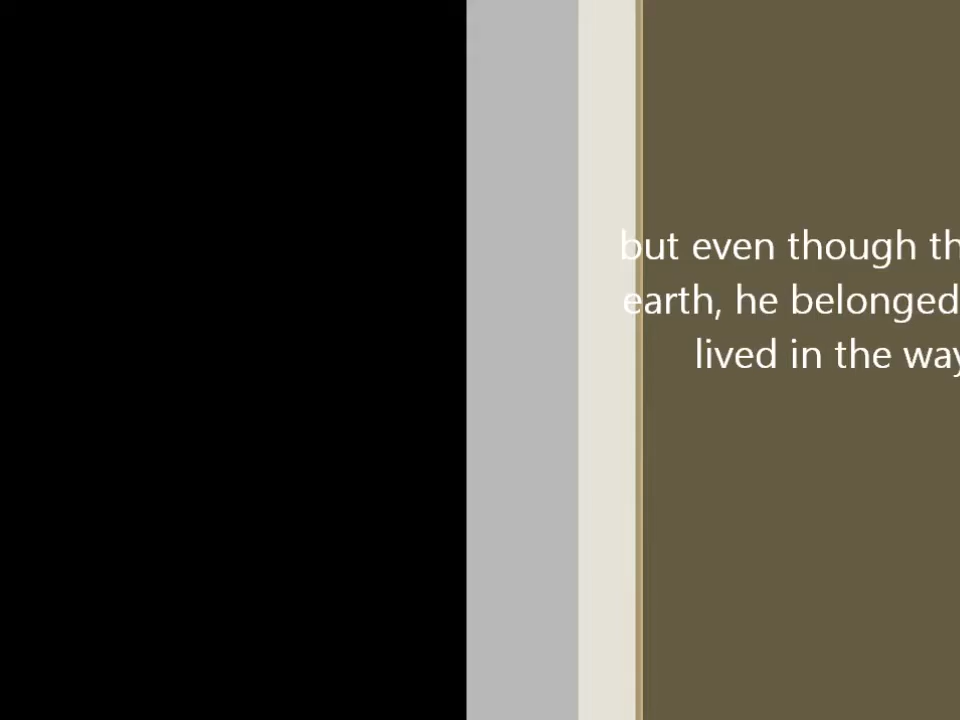 but even though th
earth, he belonged
lived in the way